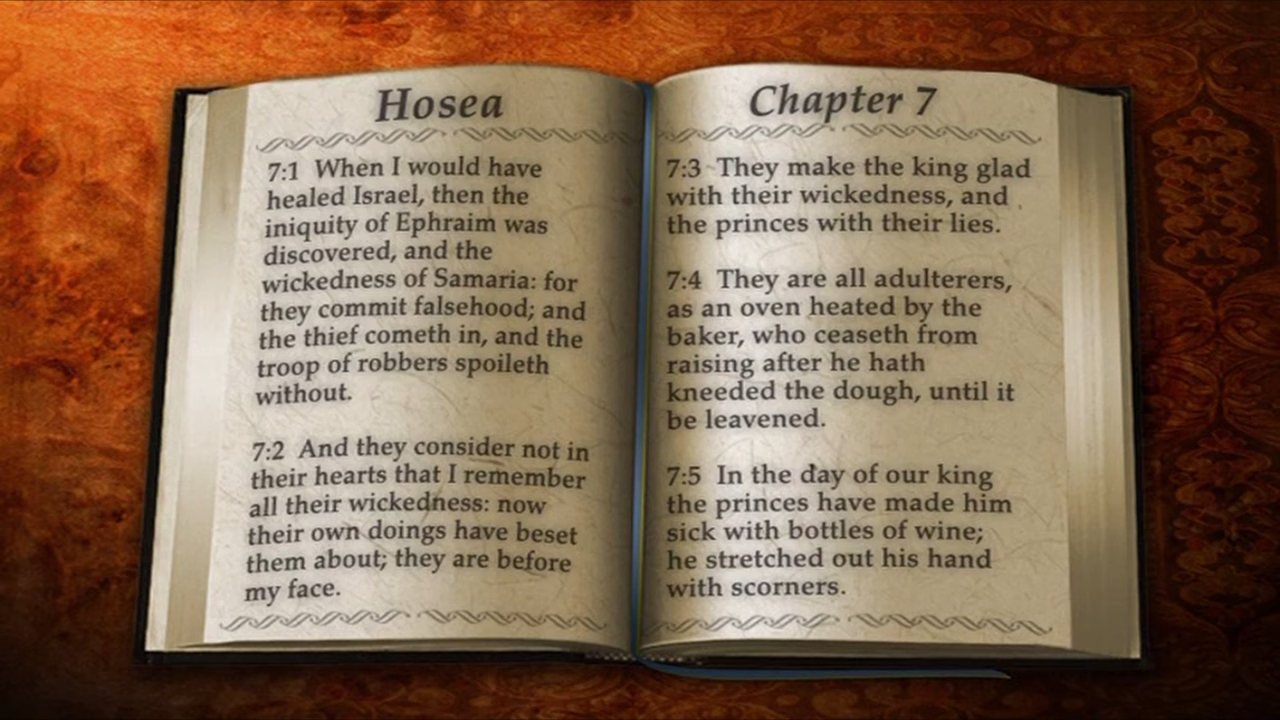 Hosea
7:1 When I would have
healed Israel, then the
iniquity of Ephraim was
discovered, and the
wickedness of Samaria: for
they commit falsehood; and
the thief cometh in, and the
troop of robbers spoileth
without.
7:2 And they consider not in
their hearts that I remember
all their wickedness: now
their own doings have beset
them about; they are before
my face.
Chapter 7
7:3 They make the king glad
with their wickedness, and
the princes with their lies.
7:4 They are all adulterers,
as an oven heated by the
baker, who ceaseth from
raising after he hath
kneeded the dough, until it
be leavened.
7:5 In the day of our king
the princes have made him
sick with bottles of wine;
he stretched out his hand
with scorners.